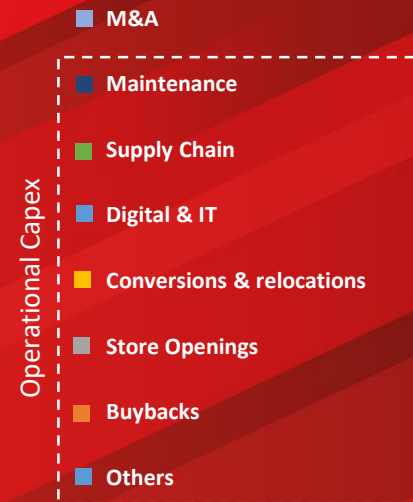 M&A
Operational Capex
Maintenance
Supply Chain
Digital & IT
Conversions & relocations
Store Openings
Buybacks
Others